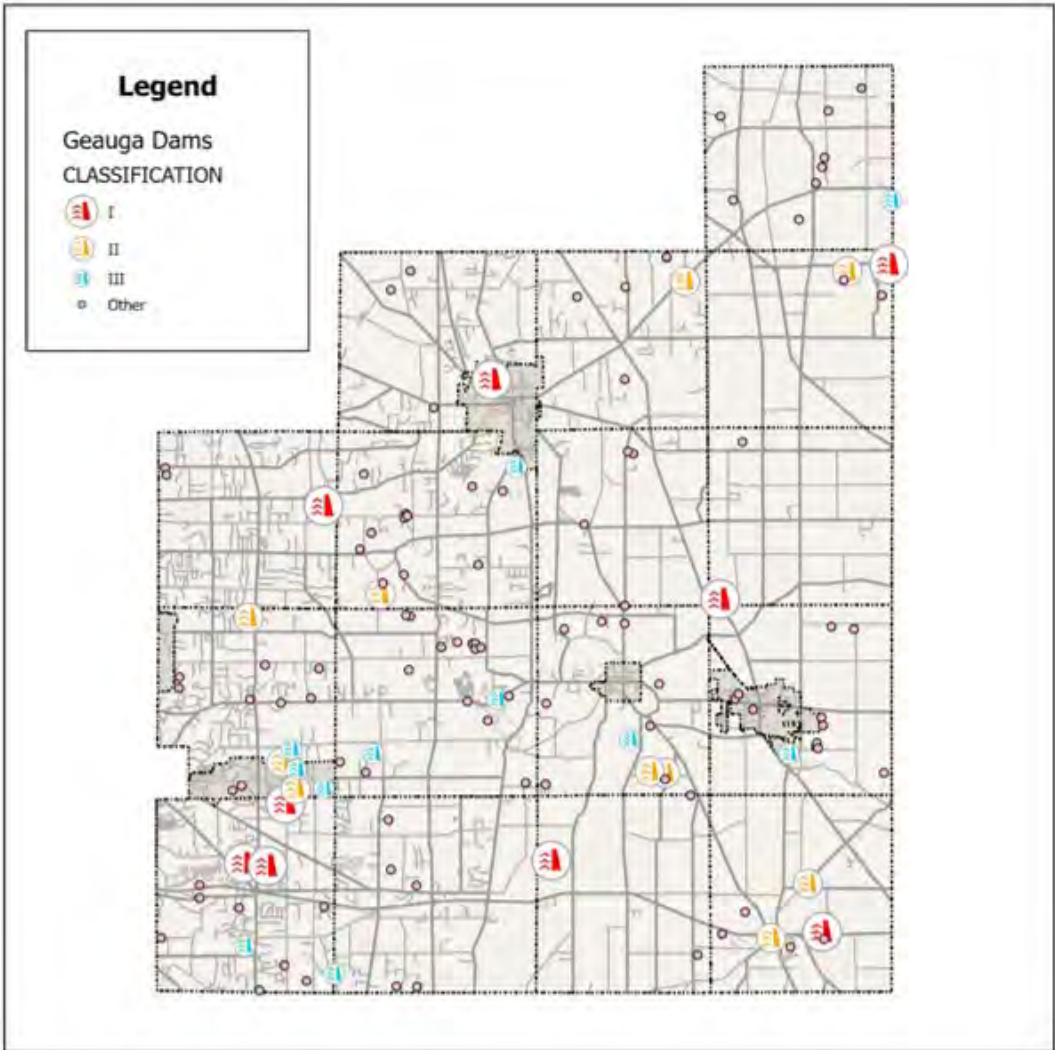 Legend
Geauga Dams
CLASSIFICATION
I
II
III
Other